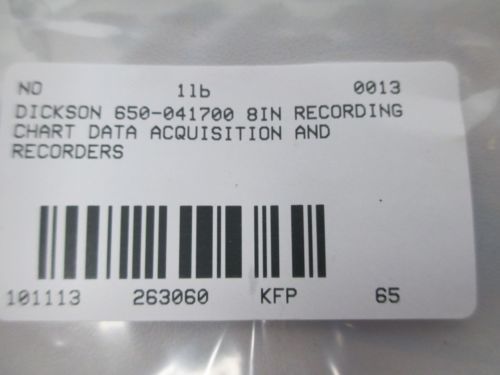 NO 1lb 0013
DICKSON 650-041700 8IN RECORDING
CHART DATA ACQUISITION AND
RECORDERS
101113 263060 KFP 65